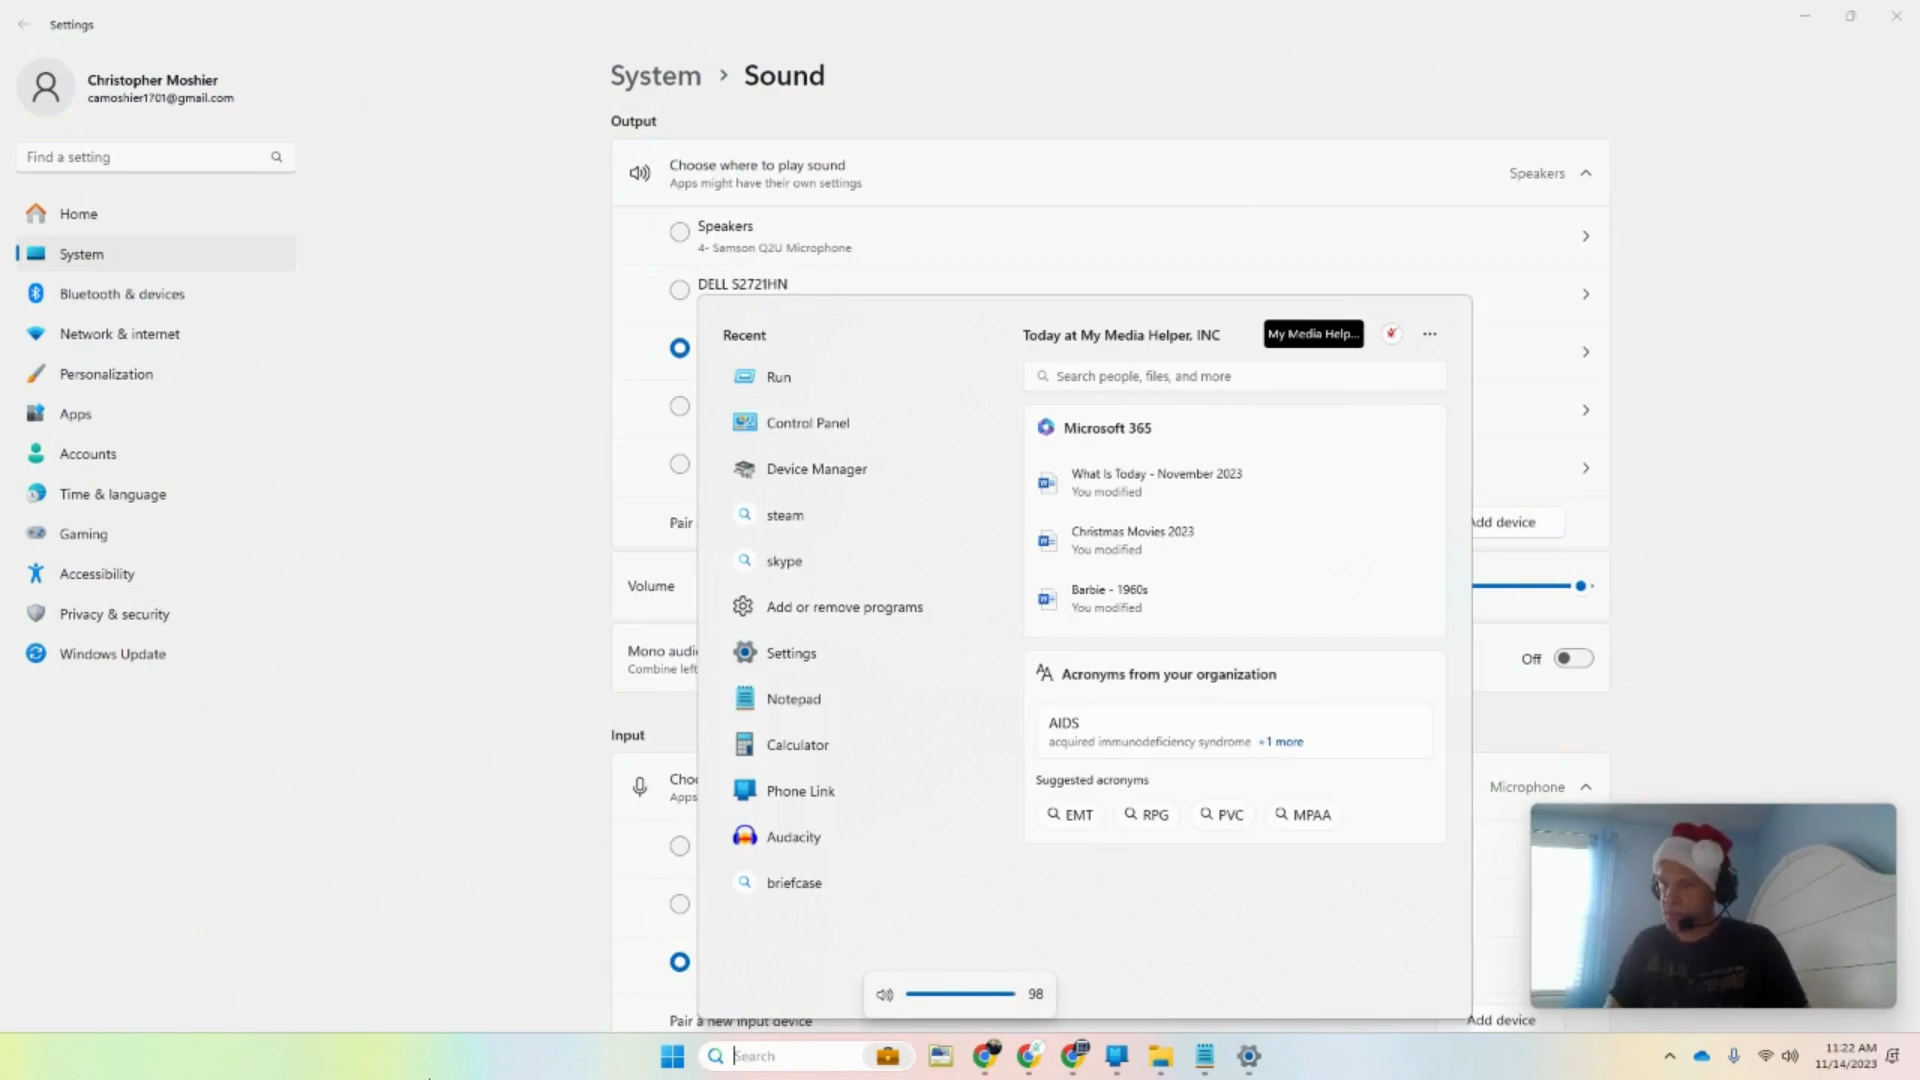 Settings
Christopher Moshier
camoshier1701@gmail.com
Find a setting
Home
System
Bluetooth & devices
Network & internet
Personalization
Apps
Accounts
Time & language
Gaming
Accessibility
Privacy & security
Windows Update
System > Sound
Output
Choose where to play sound
Apps might have their own settings
Speakers
Speakers
4- Samson Q2U Microphone
DELL S2721HN
Pair
Add device
Volume
Mono audi
Combine left
Off
Input
Choo
Apps
Microphone
Pair a new input device
Add device
Recent
Run
Control Panel
Device Manager
steam
skype
Add or remove programs
Settings
Notepad
Calculator
Phone Link
Audacity
briefcase
Today at My Media Helper, INC
My Media Help...
Search people, files, and more
Microsoft 365
What Is Today - November 2023
You modified
Christmas Movies 2023
You modified
Barbie - 1960s
You modified
Acronyms from your organization
AIDS
acquired immunodeficiency syndrome +1 more
Suggested acronyms
EMT
RPG
PVC
MPAA
98
Search
11:22 AM
11/14/2023